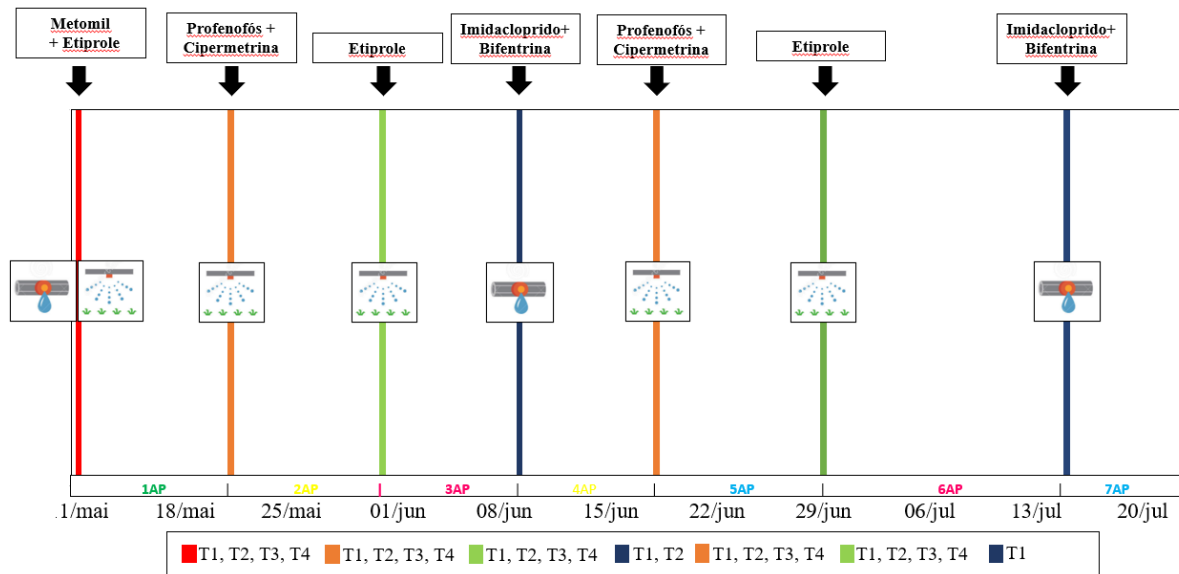 Metomil
+ Etiprole
Profenofós +
Cipermetrina
Etiprole
Imidacloprido+
Bifentrina
Profenofós +
Cipermetrina
Etiprole
Imidacloprido+
Bifentrina
1AP 2AP 3AP 4AP 5AP 6AP 7AP
1/mai 18/mai 25/mai 01/jun 08/jun 15/jun 22/jun 29/jun 06/jul 13/jul 20/jul
T1, T2, T3, T4 T1, T2, T3, T4 T1, T2, T3, T4 T1, T2 T1, T2, T3, T4 T1, T2, T3, T4 T1